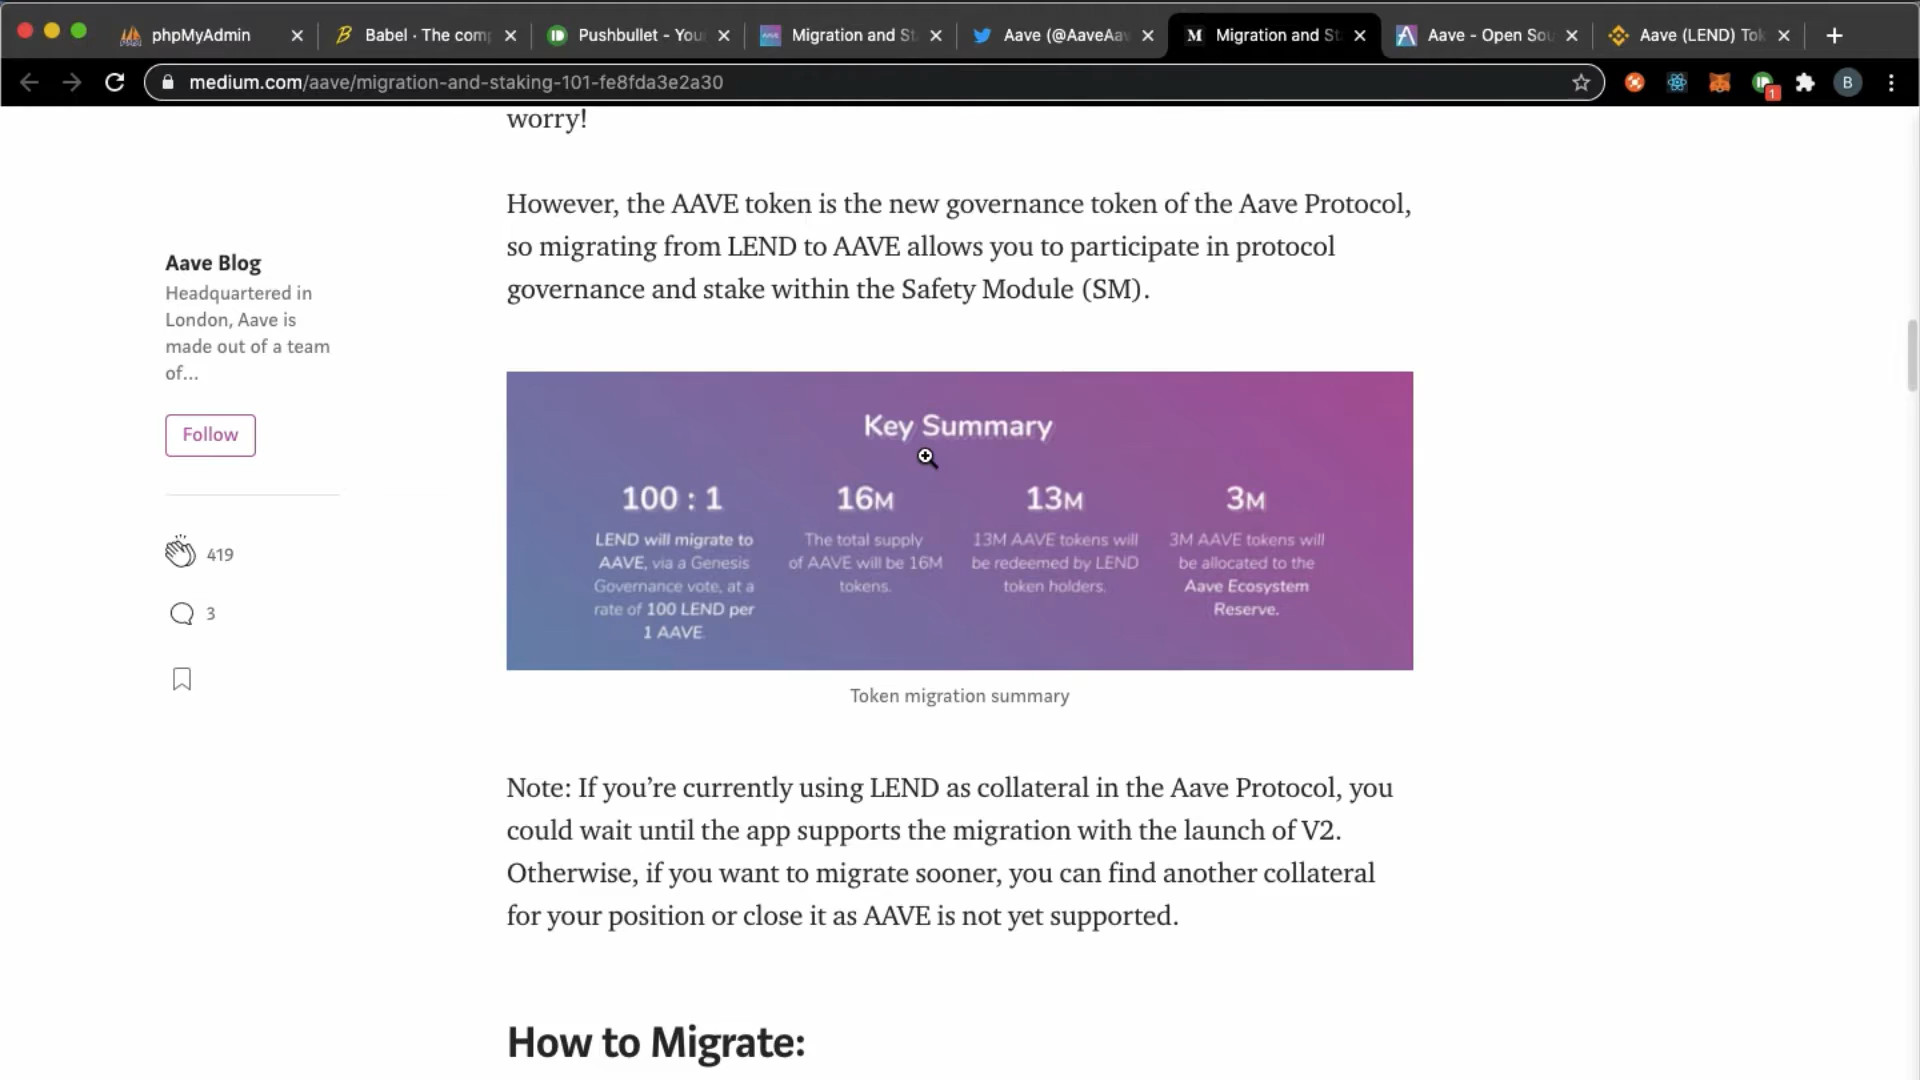 phpMyAdmin
Babel · The com
Pushbullet - You
Migration and St
Aave (@AaveAav
Migration and St
Aave - Open Sou
Aave (LEND) Tok
medium.com/aave/migration-and-staking-101-fe8fda3e2a30
1
B
worry!
However, the AAVE token is the new governance token of the Aave Protocol,
so migrating from LEND to AAVE allows you to participate in protocol
governance and stake within the Safety Module (SM).
Aave Blog
Headquartered in
London, Aave is
made out of a team
of...
Follow
419
3
Key Summary
100 : 1
LEND will migrate to
AAVE, via a Genesis
Governance vote, at a
rate of 100 LEND per
1 AAVE.
16M
The total supply
of AAVE will be 16M
tokens.
13M
13M AAVE tokens will
be redeemed by LEND
token holders.
3M
3M AAVE tokens will
be allocated to the
Aave Ecosystem
Reserve.
Token migration summary
Note: If you’re currently using LEND as collateral in the Aave Protocol, you
could wait until the app supports the migration with the launch of V2.
Otherwise, if you want to migrate sooner, you can find another collateral
for your position or close it as AAVE is not yet supported.
How to Migrate: